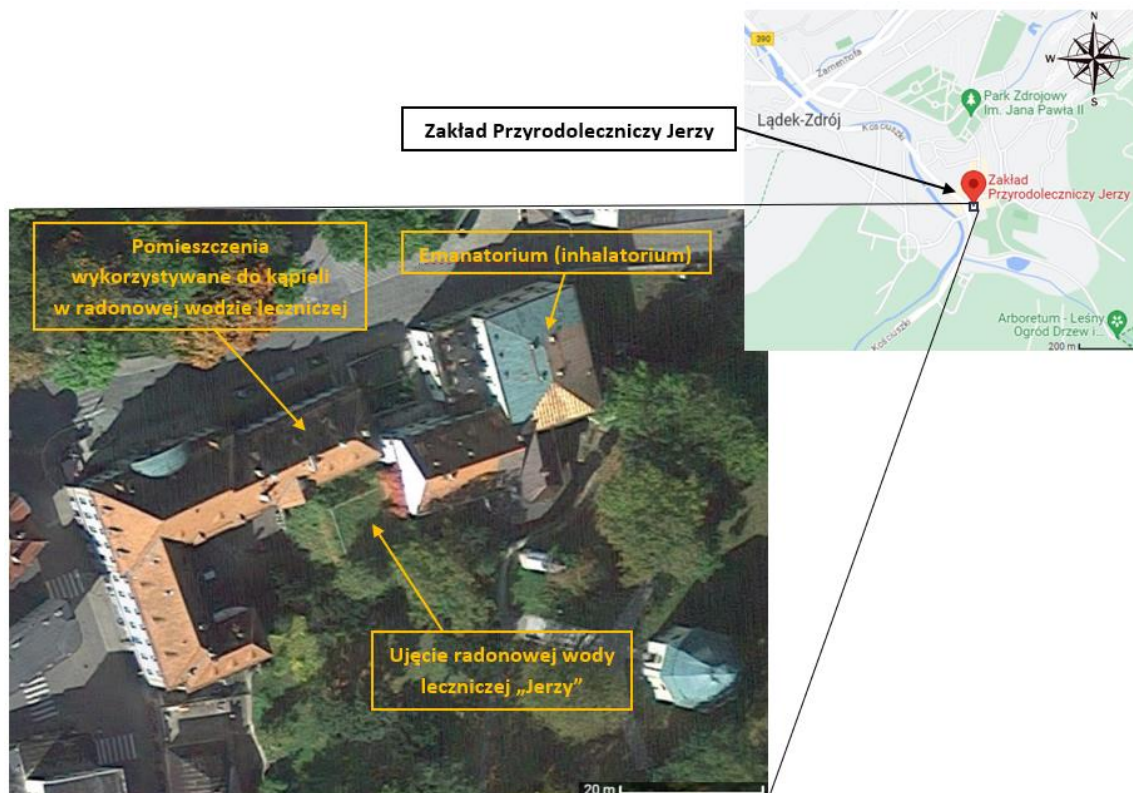 390
Zamenhofa
N
W
S
Park Zdrojowy
Im. Jana Pawła II
Lądek-Zdrój
Kościuszki
Zakład Przyrodoleczniczy Jerzy
Zakład
Przyrodoleczniczy Jerzy
Kościuszki
Arboretum - Leśny
Ogród Drzew i...
200 m
Pomieszczenia
wykorzystywane do kąpieli
w radonowej wodzie leczniczej
Emanatorium (inhalatorium)
Ujęcie radonowej wody
leczniczej „Jerzy”
20 m